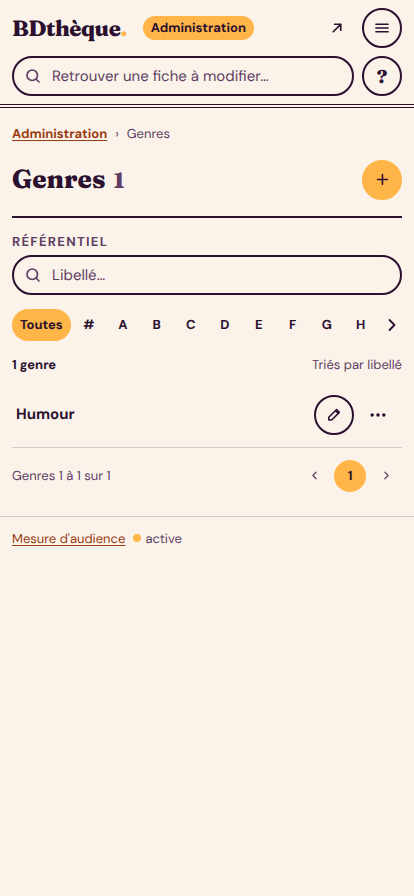 BDthèque. Administration
Retrouver une fiche à modifier... ?
Administration › Genres
Genres 1 +
RÉFÉRENTIEL
Libellé...
Toutes # A B C D E F G H
1 genre Triés par libellé
Humour
Genres 1 à 1 sur 1 ‹ 1 ›
Mesure d'audience active